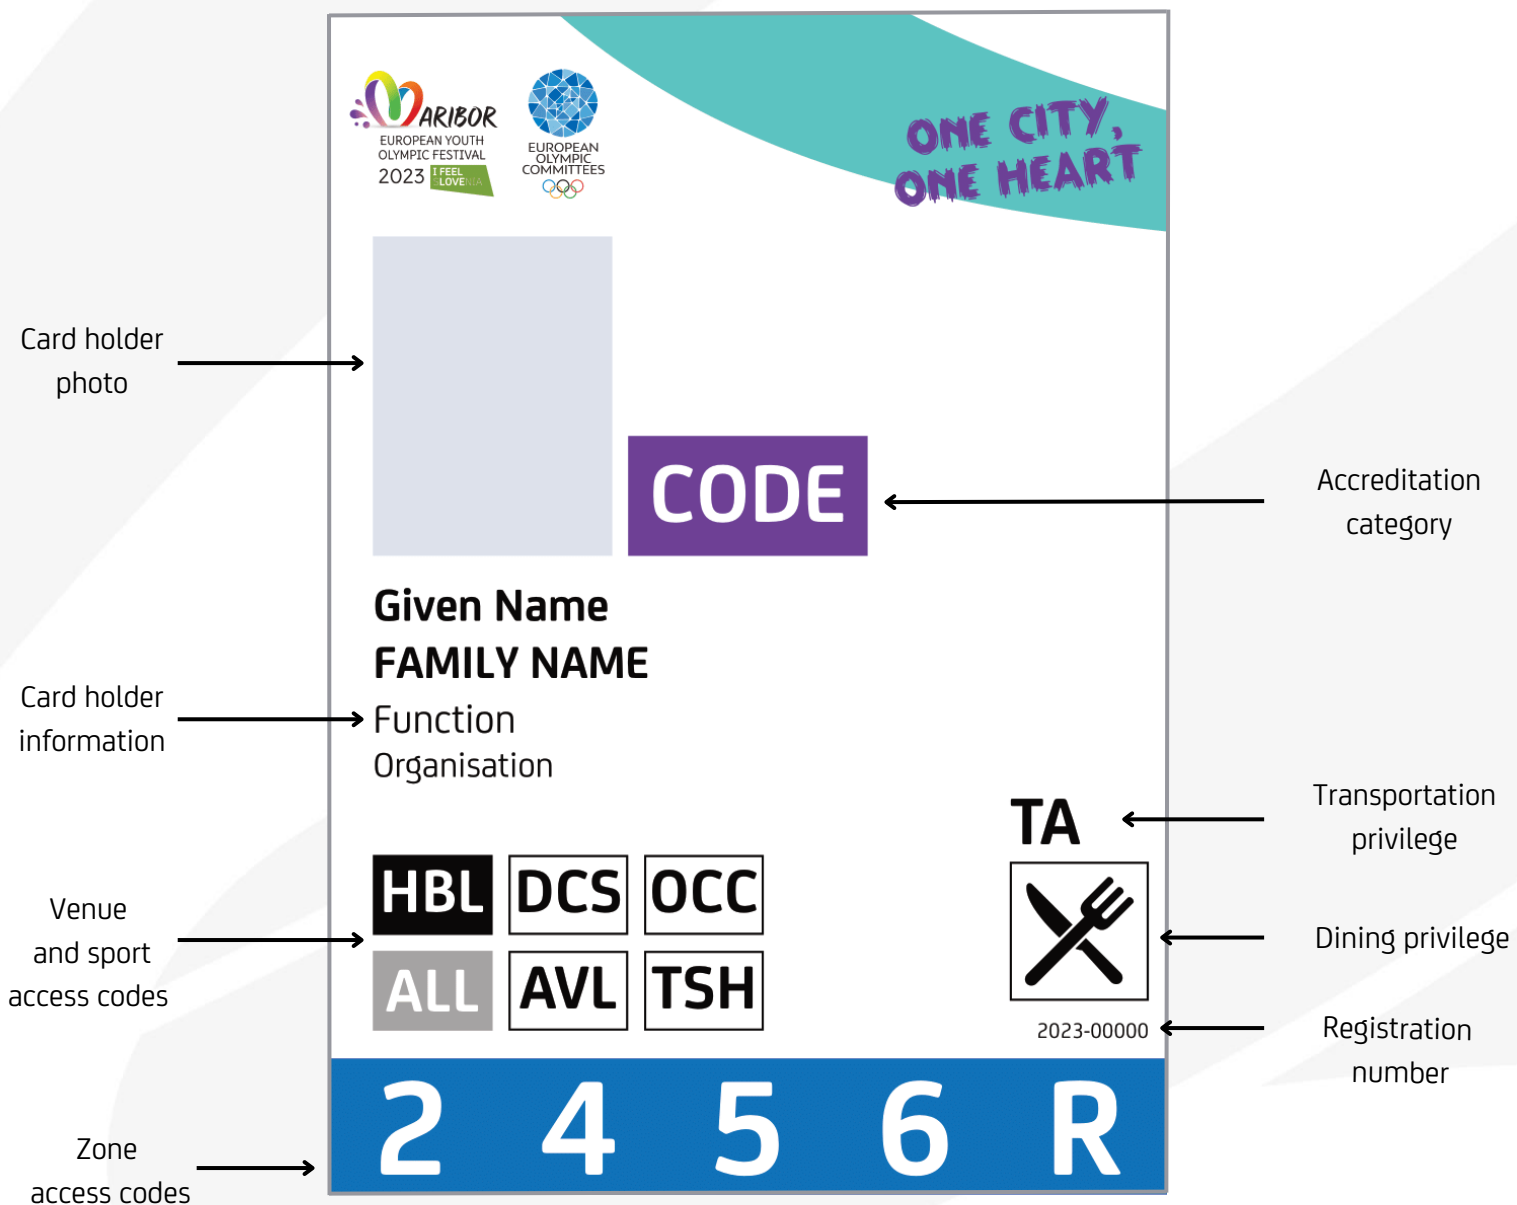 ARIBOR
EUROPEAN YOUTH
OLYMPIC FESTIVAL
2023
I FEEL
SLOVENIA
EUROPEAN
OLYMPIC
COMMITTEES
ONE CITY,
ONE HEART
Card holder
photo
CODE
Accreditation
category
Given Name
FAMILY NAME
Function
Organisation
Card holder
information
TA
Transportation
privilege
HBL DCS OCC
ALL AVL TSH
Venue
and sport
access codes
Dining privilege
2023-00000
Registration
number
2 4 5 6 R
Zone
access codes